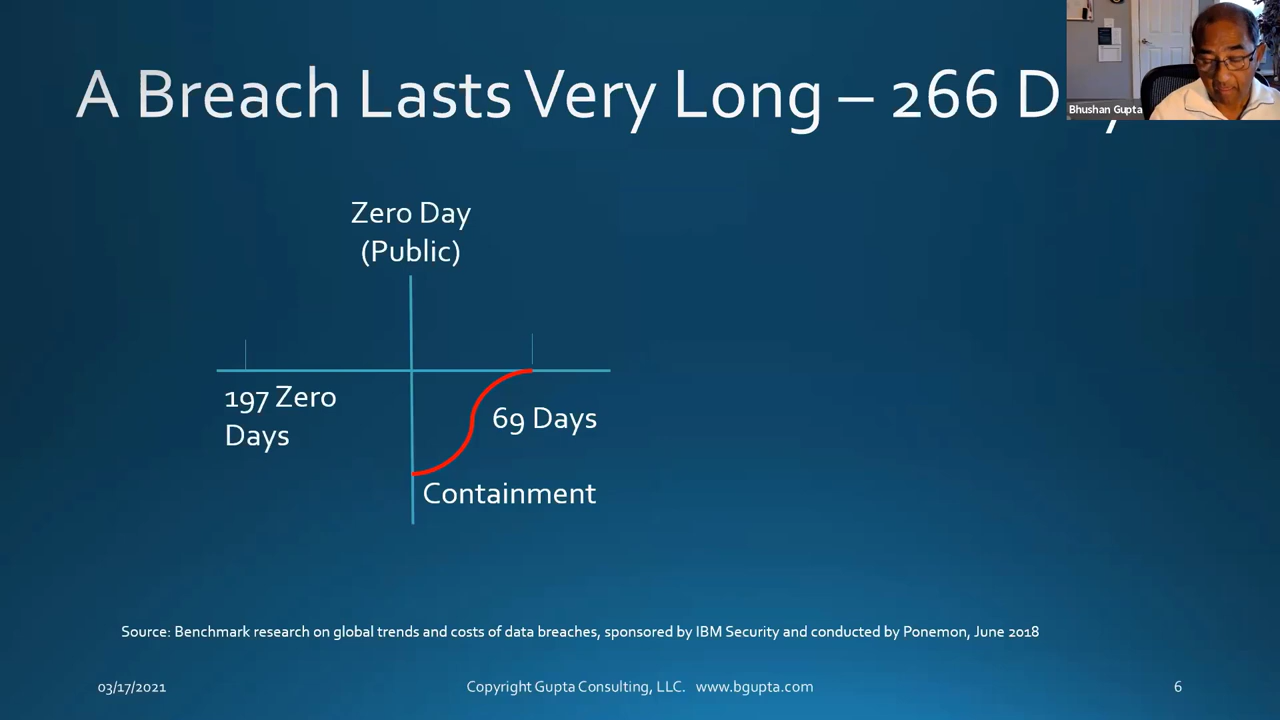 A Breach Lasts Very Long – 266 D
Bhushan Gupta
Zero Day
(Public)
197 Zero
Days
69 Days
Containment
Source: Benchmark research on global trends and costs of data breaches, sponsored by IBM Security and conducted by Ponemon, June 2018
03/17/2021
Copyright Gupta Consulting, LLC. www.bgupta.com
6